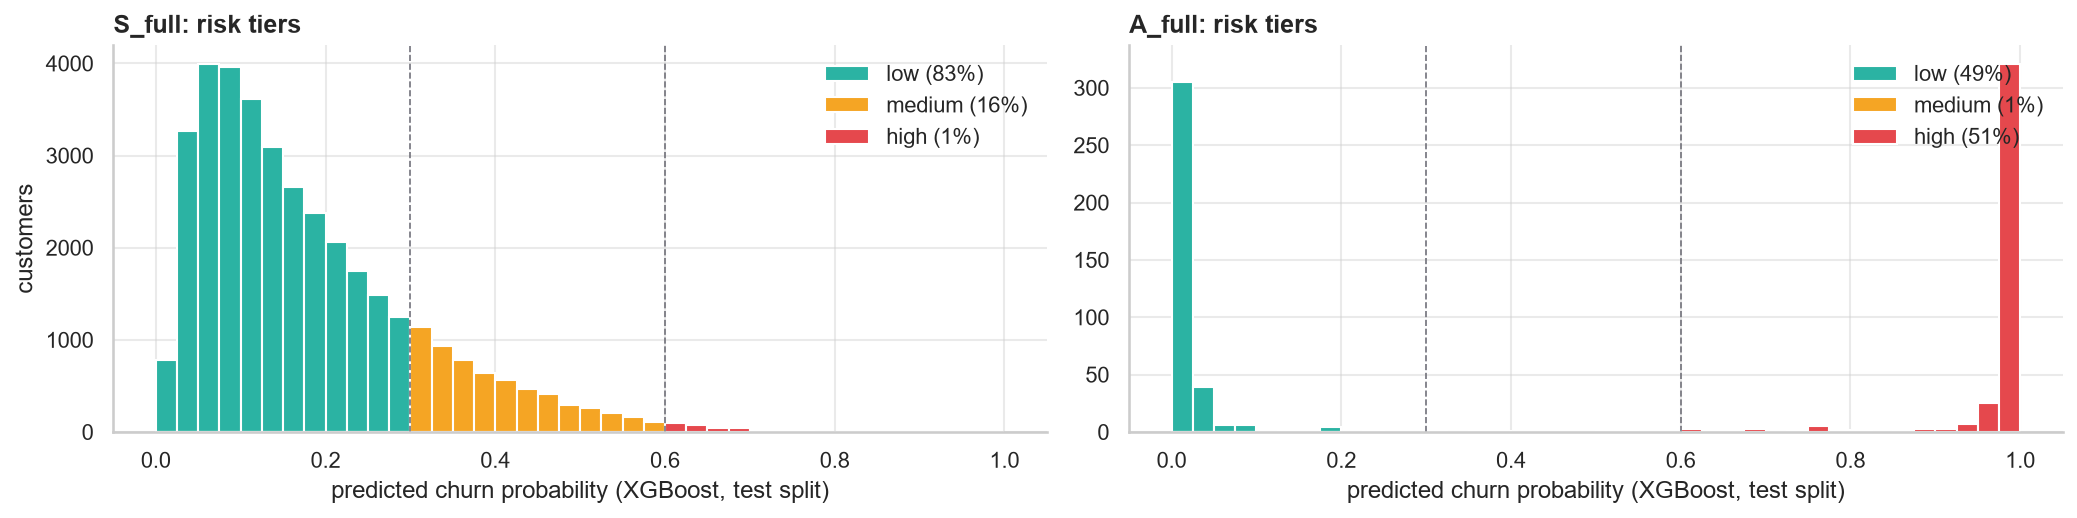 S_full: risk tiers
customers
4000
3000
2000
1000
0
low (83%)
medium (16%)
high (1%)
0.0 0.2 0.4 0.6 0.8 1.0
predicted churn probability (XGBoost, test split)
A_full: risk tiers
300
250
200
150
100
50
0
low (49%)
medium (1%)
high (51%)
0.0 0.2 0.4 0.6 0.8 1.0
predicted churn probability (XGBoost, test split)